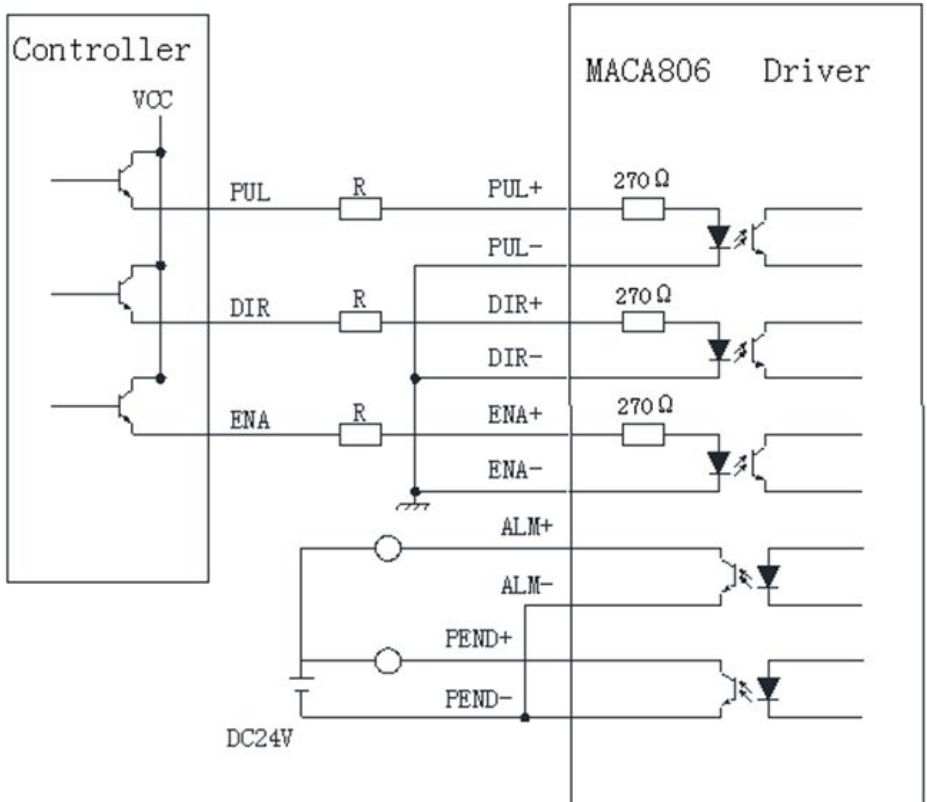 Controller
MACA806 Driver
VCC
PUL
R
PUL+
270Ω
PUL-
DIR
R
DIR+
270Ω
DIR-
ENA
R
ENA+
270Ω
ENA-
ALM+
ALM-
PEND+
PEND-
DC24V